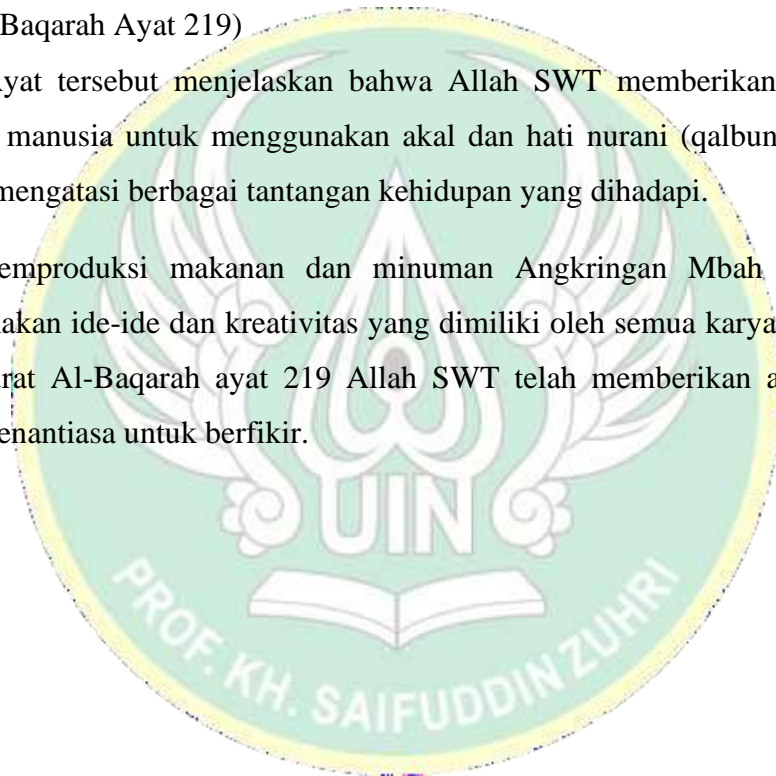 Baqarah Ayat 219)
yat tersebut menjelaskan bahwa Allah SWT memberikan
manusia untuk menggunakan akal dan hati nurani (qalbun
mengatasi berbagai tantangan kehidupan yang dihadapi.
emproduksi makanan dan minuman Angkringan Mbah
akan ide-ide dan kreativitas yang dimiliki oleh semua karya
rat Al-Baqarah ayat 219 Allah SWT telah memberikan a
enantiasa untuk berfikir.
UIN
PROF. KH. SAIFUDDIN ZUHRI